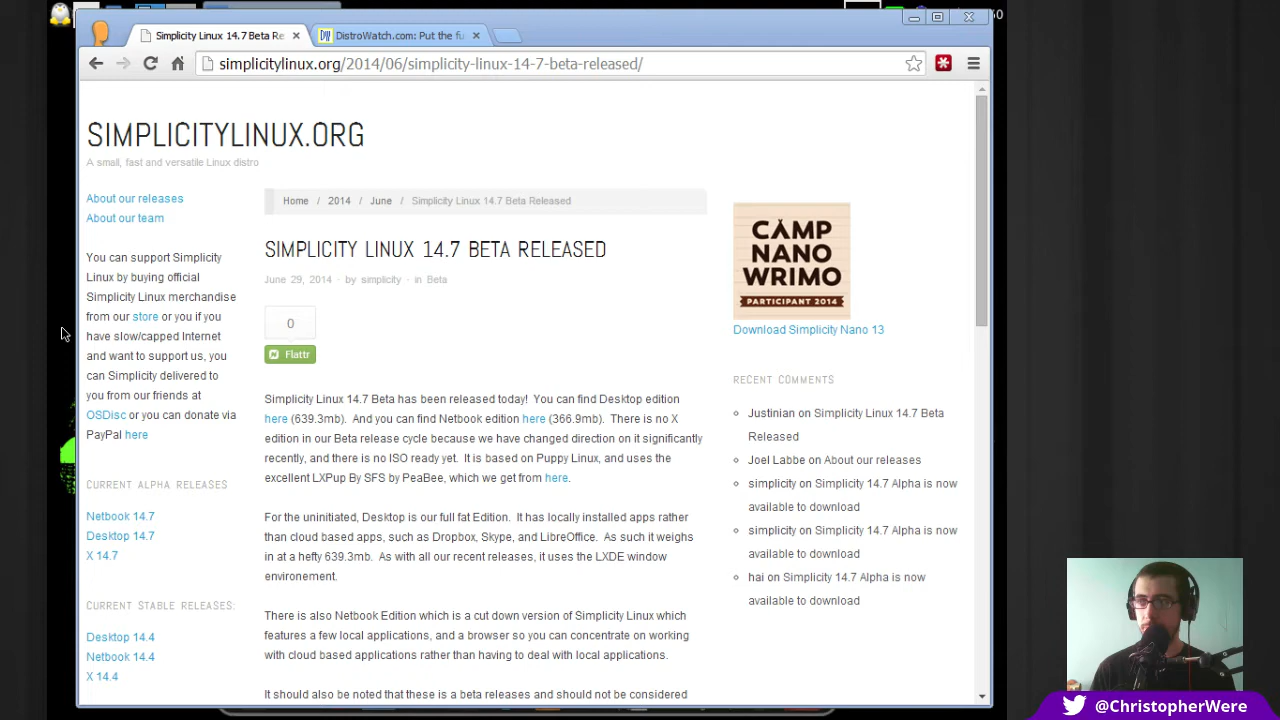 Simplicity Linux 14.7 Beta Re
DistroWatch.com: Put the fu
simplicitylinux.org/2014/06/simplicity-linux-14-7-beta-released/
SIMPLICITYLINUX.ORG
A small, fast and versatile Linux distro
About our releases
About our team
You can support Simplicity
Linux by buying official
Simplicity Linux merchandise
from our store or you if you
have slow/capped Internet
and want to support us, you
can Simplicity delivered to
you from our friends at
OSDisc or you can donate via
PayPal here
CURRENT ALPHA RELEASES
Netbook 14.7
Desktop 14.7
X 14.7
CURRENT STABLE RELEASES:
Desktop 14.4
Netbook 14.4
X 14.4
Home / 2014 / June / Simplicity Linux 14.7 Beta Released
SIMPLICITY LINUX 14.7 BETA RELEASED
June 29, 2014 · by simplicity · in Beta
0
Flattr
Simplicity Linux 14.7 Beta has been released today! You can find Desktop edition
here (639.3mb). And you can find Netbook edition here (366.9mb). There is no X
edition in our Beta release cycle because we have changed direction on it significantly
recently, and there is no ISO ready yet. It is based on Puppy Linux, and uses the
excellent LXPup By SFS by PeaBee, which we get from here.
For the uninitiated, Desktop is our full fat Edition. It has locally installed apps rather
than cloud based apps, such as Dropbox, Skype, and LibreOffice. As such it weighs
in at a hefty 639.3mb. As with all our recent releases, it uses the LXDE window
environement.
There is also Netbook Edition which is a cut down version of Simplicity Linux which
features a few local applications, and a browser so you can concentrate on working
with cloud based applications rather than having to deal with local applications.
It should also be noted that these is a beta releases and should not be considered
CAMP
NANO
WRIMO
PARTICIPANT 2014
Download Simplicity Nano 13
RECENT COMMENTS
Justinian on Simplicity Linux 14.7 Beta
Released
Joel Labbe on About our releases
simplicity on Simplicity 14.7 Alpha is now
available to download
simplicity on Simplicity 14.7 Alpha is now
available to download
hai on Simplicity 14.7 Alpha is now
available to download
@ChristopherWere